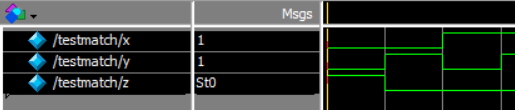 Msgs
/testmatch/x 1
/testmatch/y 1
/testmatch/z St0